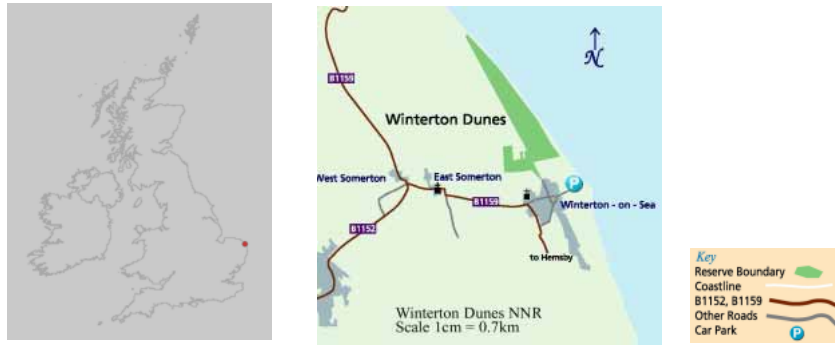 N
B1159
Winterton Dunes
West Somerton
East Somerton
B1159
P
Winterton - on - Sea
B1152
to Hemsby
Winterton Dunes NNR
Scale 1cm = 0.7km
Key
Reserve Boundary
Coastline
B1152, B1159
Other Roads
Car Park
P